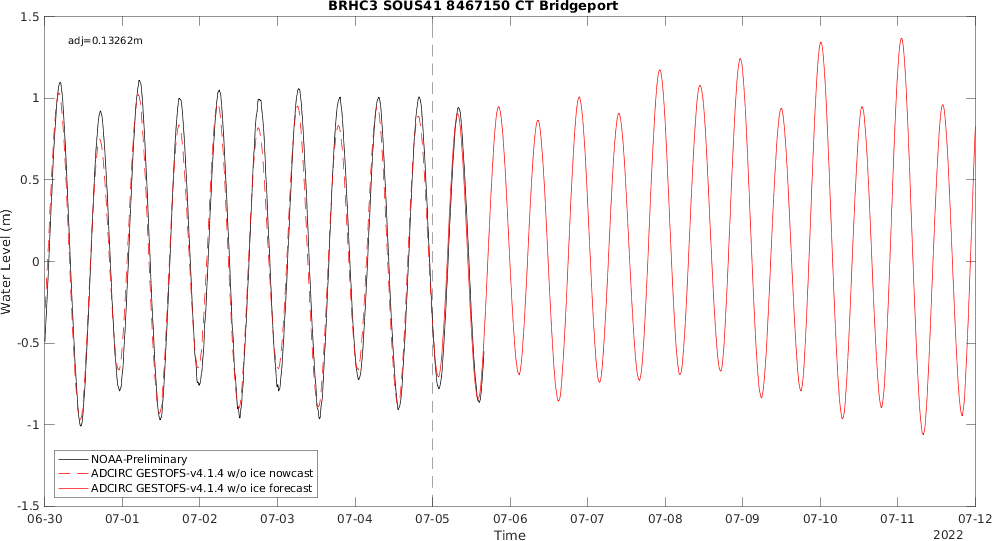 BRHC3 SOUS41 8467150 CT Bridgeport
adj=0.13262m
1.5
1
0.5
0
-0.5
-1
-1.5
Water Level (m)
NOAA-Preliminary
ADCIRC GESTOFS-v4.1.4 w/o ice nowcast
ADCIRC GESTOFS-v4.1.4 w/o ice forecast
06-30 07-01 07-02 07-03 07-04 07-05 07-06 07-07 07-08 07-09 07-10 07-11 07-12
Time
2022